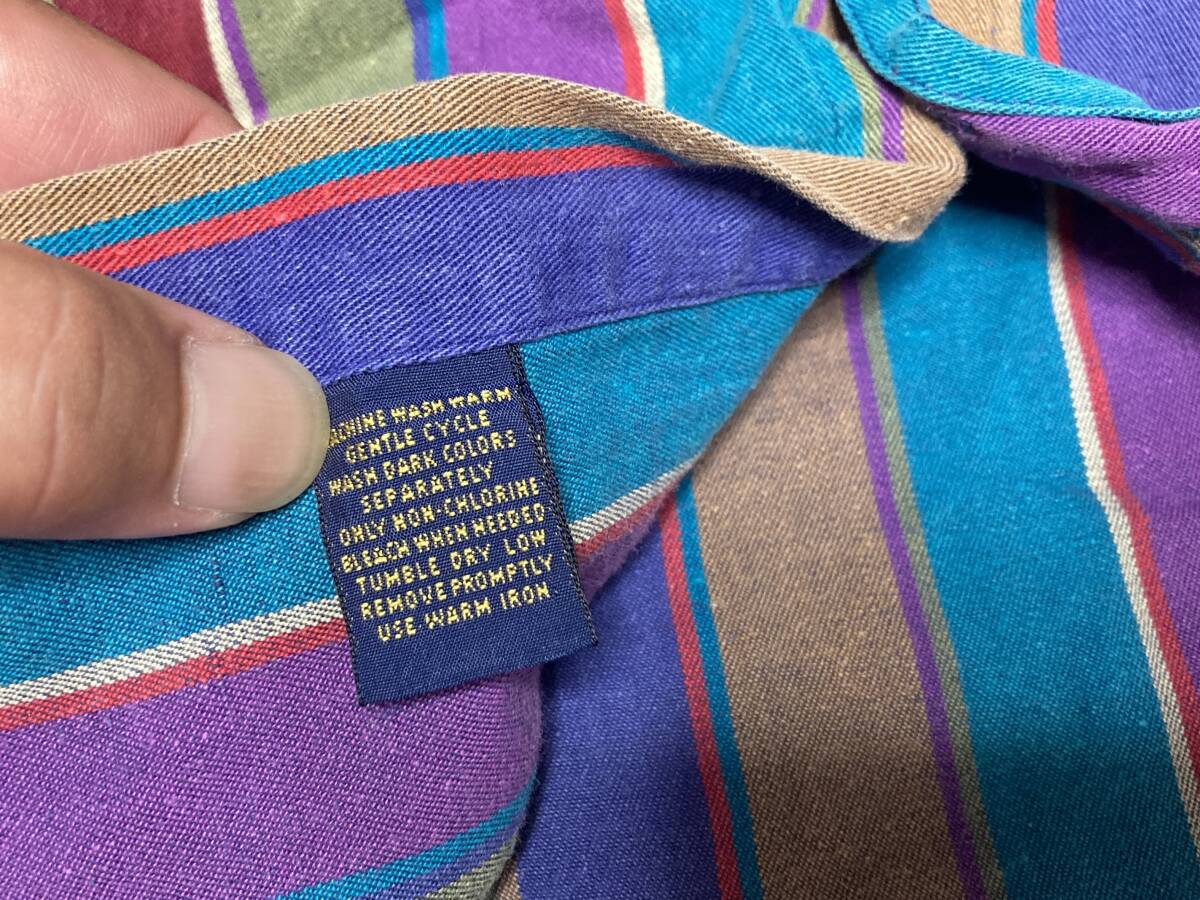 MACHINE WASH WARM
GENTLE CYCLE
WASH DARK COLORS
SEPARATELY
ONLY NON-CHLORINE
BLEACH WHEN NEEDED
TUMBLE DRY LOW
REMOVE PROMPTLY
USE WARM IRON